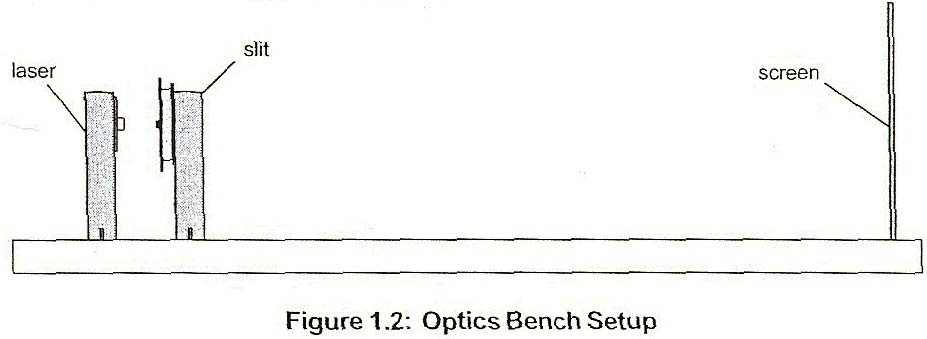 slit
laser
screen
Figure 1.2: Optics Bench Setup